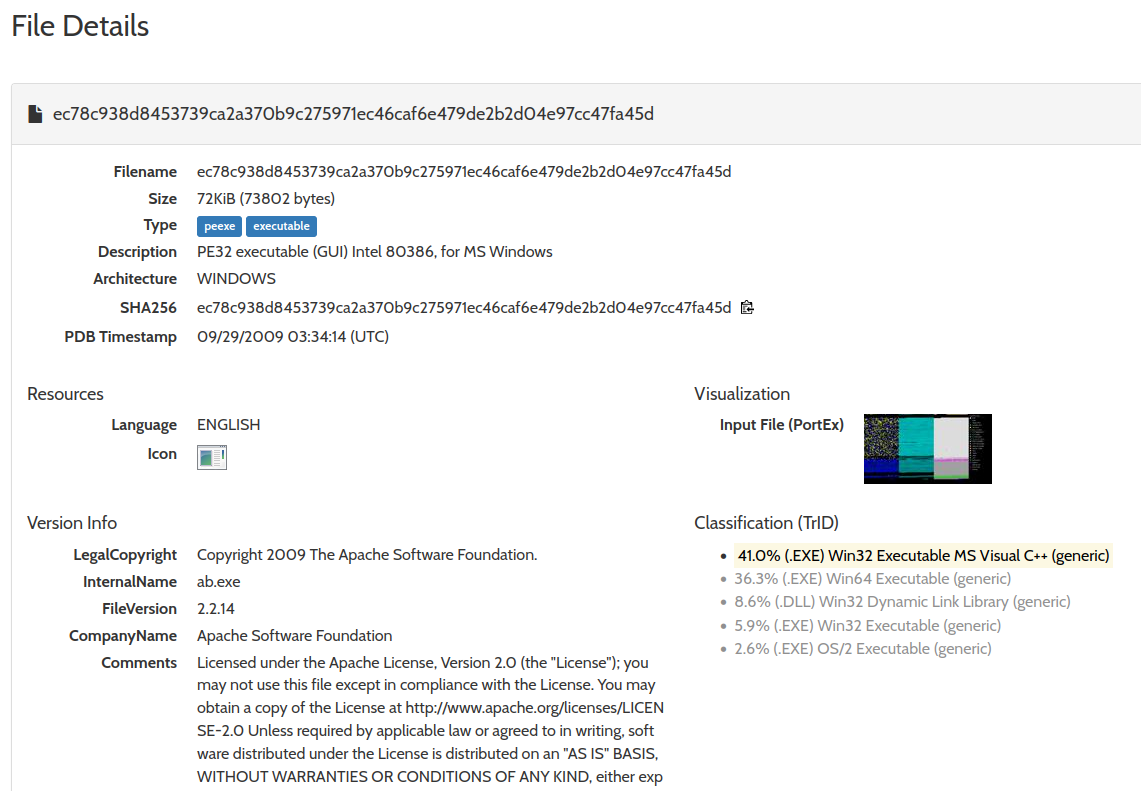 File Details
ec78c938d8453739ca2a370b9c275971ec46caf6e479de2b2d04e97cc47fa45d
Filename ec78c938d8453739ca2a370b9c275971ec46caf6e479de2b2d04e97cc47fa45d
Size 72KiB (73802 bytes)
Type peexe executable
Description PE32 executable (GUI) Intel 80386, for MS Windows
Architecture WINDOWS
SHA256 ec78c938d8453739ca2a370b9c275971ec46caf6e479de2b2d04e97cc47fa45d
PDB Timestamp 09/29/2009 03:34:14 (UTC)
Resources
Language ENGLISH
Icon
Visualization
Input File (PortEx)
Version Info
LegalCopyright Copyright 2009 The Apache Software Foundation.
InternalName ab.exe
FileVersion 2.2.14
CompanyName Apache Software Foundation
Comments Licensed under the Apache License, Version 2.0 (the "License"); you
may not use this file except in compliance with the License. You may
obtain a copy of the License at http://www.apache.org/licenses/LICEN
SE-2.0 Unless required by applicable law or agreed to in writing, soft
ware distributed under the License is distributed on an "AS IS" BASIS,
WITHOUT WARRANTIES OR CONDITIONS OF ANY KIND, either exp
Classification (TrID)
41.0% (.EXE) Win32 Executable MS Visual C++ (generic)
36.3% (.EXE) Win64 Executable (generic)
8.6% (.DLL) Win32 Dynamic Link Library (generic)
5.9% (.EXE) Win32 Executable (generic)
2.6% (.EXE) OS/2 Executable (generic)